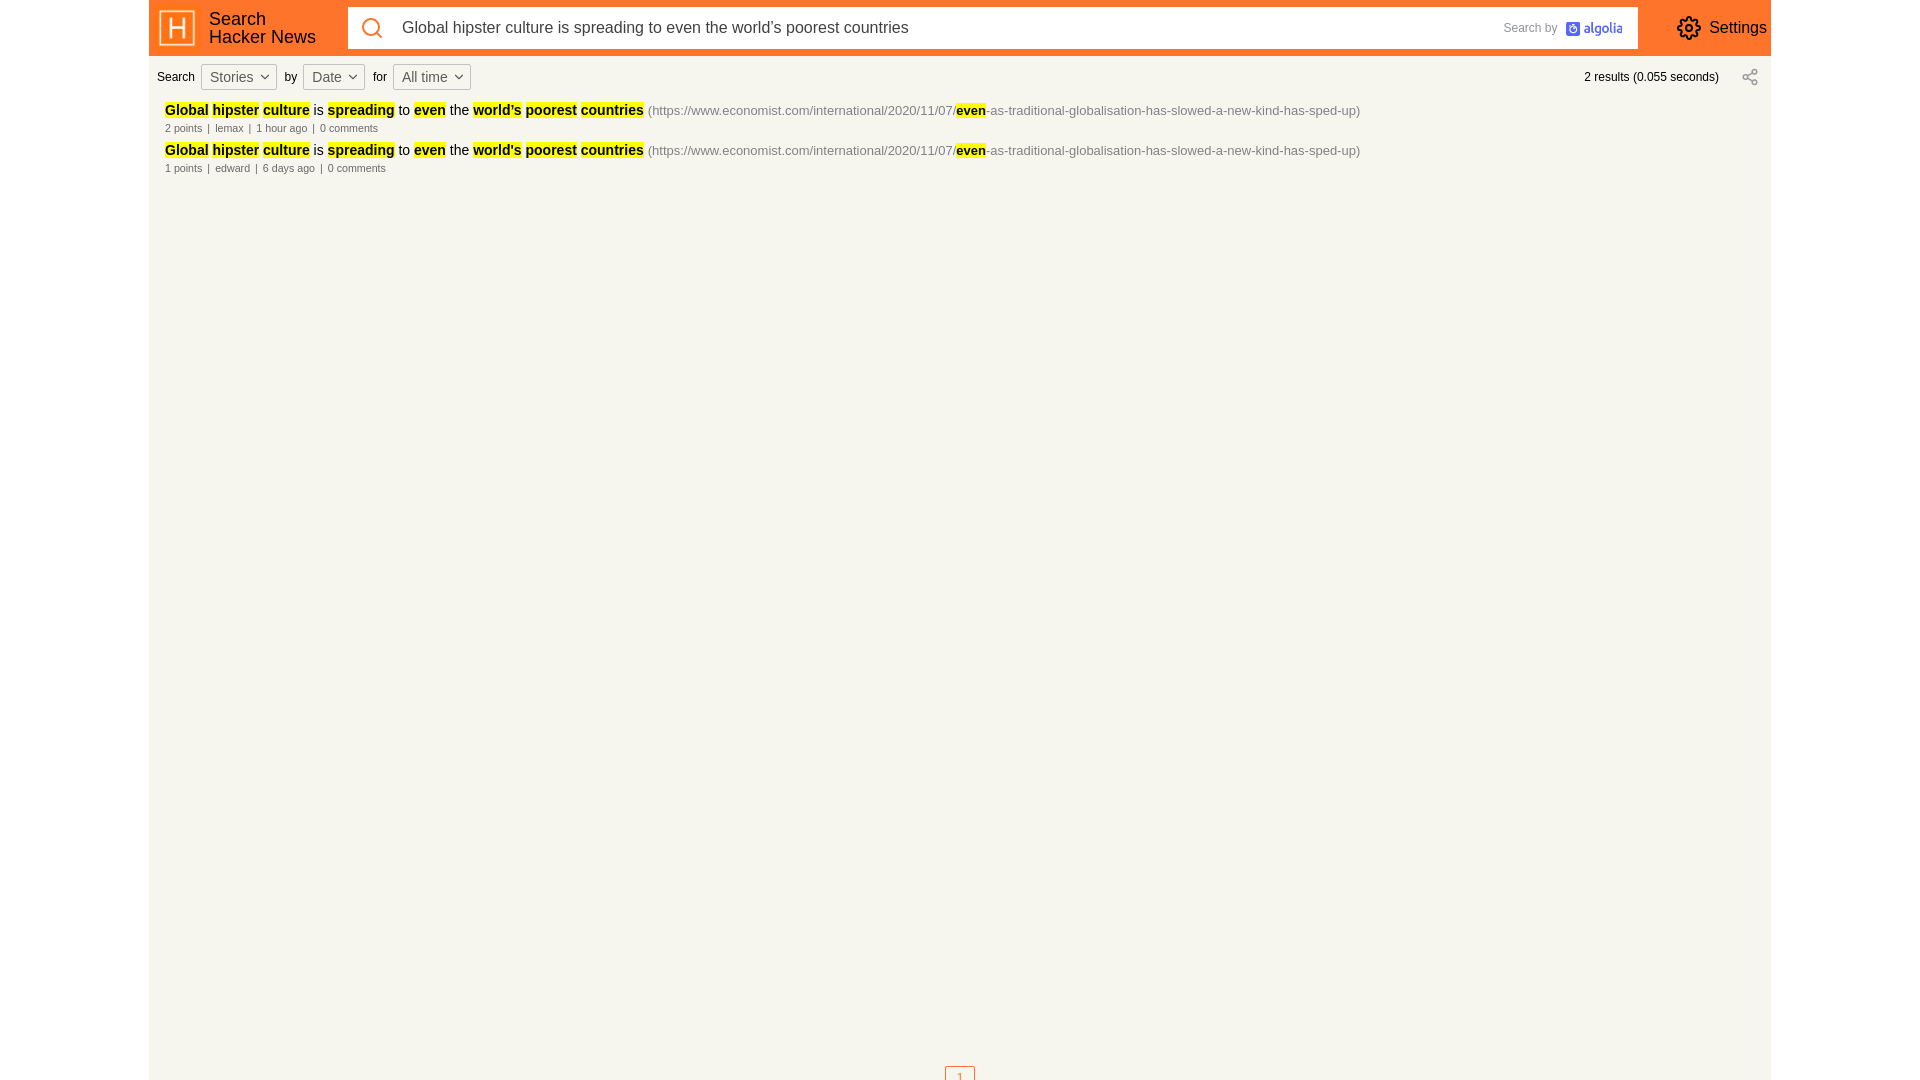 H
Search
Hacker News
Global hipster culture is spreading to even the world’s poorest countries
Search by algolia
Settings
Search Stories by Date for All time
2 results (0.055 seconds)
Global hipster culture is spreading to even the world’s poorest countries (https://www.economist.com/international/2020/11/07/even-as-traditional-globalisation-has-slowed-a-new-kind-has-sped-up)
2 points | lemax | 1 hour ago | 0 comments
Global hipster culture is spreading to even the world's poorest countries (https://www.economist.com/international/2020/11/07/even-as-traditional-globalisation-has-slowed-a-new-kind-has-sped-up)
1 points | edward | 6 days ago | 0 comments
1